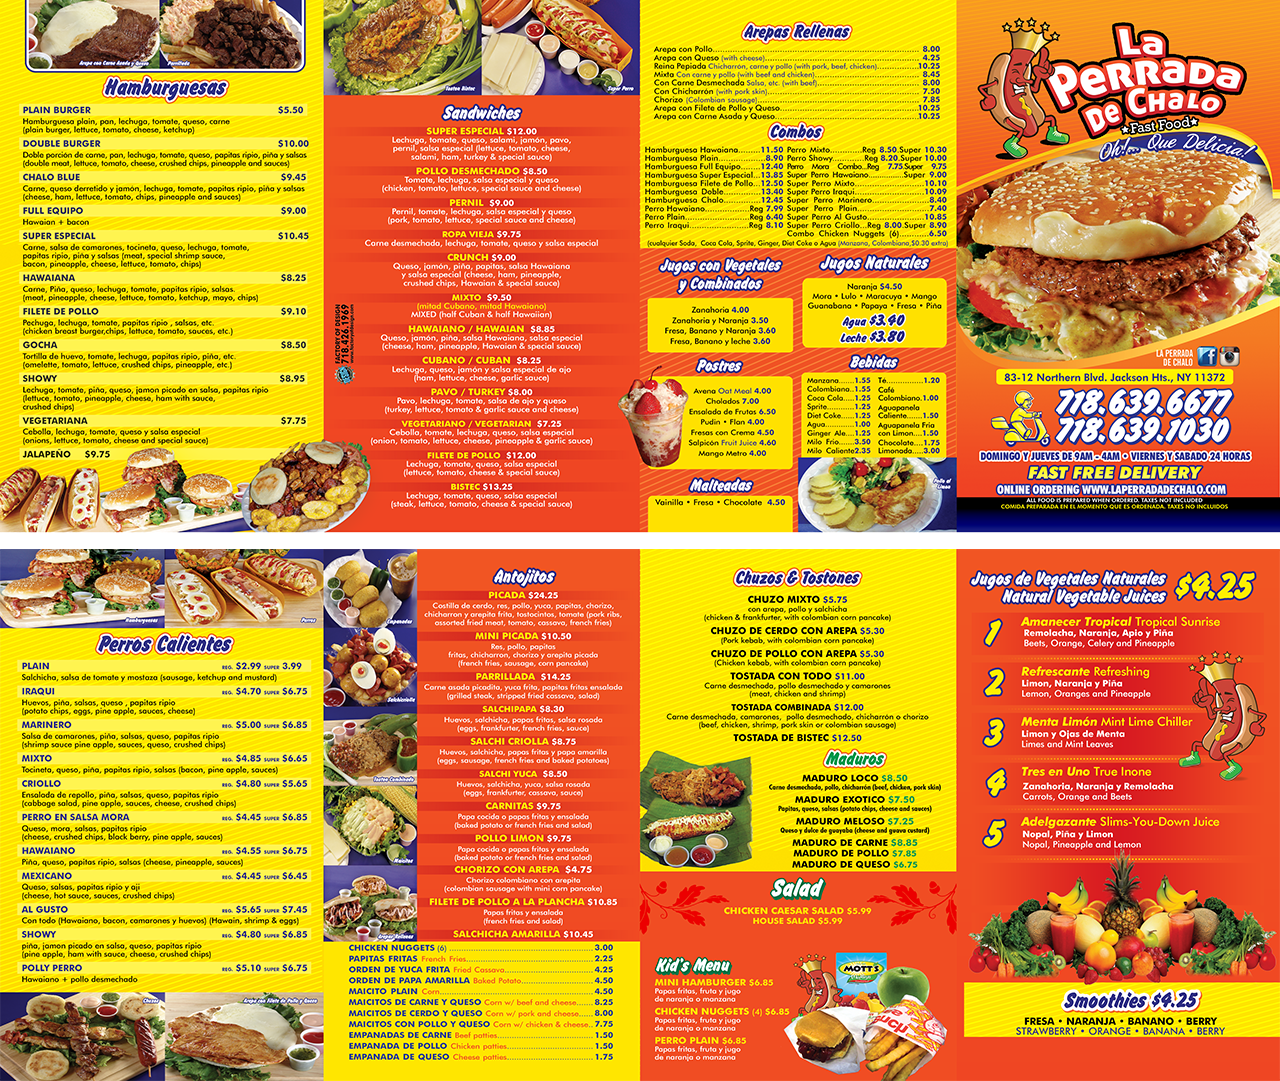 Arepa con Carne Asada y Queso
Parrillada
Hamburguesas
PLAIN BURGER $5.50
Hamburguesa plain, pan, lechuga, tomate, queso, carne
(plain burger, lettuce, tomato, cheese, ketchup)
DOUBLE BURGER $10.00
Doble porción de carne, pan, lechuga, tomate, queso, papitas ripio, piña y salsas
(double meat, lettuce, tomato, cheese, crushed chips, pineapple and sauces)
CHALO BLUE $9.45
Carne, queso derretido y jamón, lechuga, tomate, papitas ripio, piña y salsas
(cheese, ham, lettuce, tomato, chips, pineapple and sauces)
FULL EQUIPO $9.00
Hawaian + bacon
SUPER ESPECIAL $10.45
Carne, salsa de camarones, tocineta, queso, lechuga, tomate,
papitas ripio, piña y salsas (meat, special shrimp sauce,
bacon, pineapple, cheese, lettuce, tomato, chips)
HAWAIANA $8.25
Carne, Piña, queso, lechuga, tomate, papitas ripio, salsas.
(meat, pineapple, cheese, lettuce, tomato, ketchup, mayo, chips)
FILETE DE POLLO $9.10
Pechuga, lechuga, tomate, papitas ripio , salsas, etc.
(chicken breast burger,chips, lettuce, tomato, sauces, etc.)
GOCHA $8.50
Tortilla de huevo, tomate, lechuga, papitas ripio, piña, etc.
(omelette, tomato, lettuce, crushed chips, pineapple, etc.)
SHOWY $8.95
Lechuga, tomate, piña, queso, jamon picado en salsa, papitas ripio
(lettuce, tomato, pineapple, cheese, ham with sauce,
crushed chips)
VEGETARIANA $7.75
Cebolla, lechuga, tomate, queso y salsa especial
(onions, lettuce, tomato, cheese and special sauce)
JALAPEÑO $9.75
Toston Bistec
Super Perro
Sandwiches
SUPER ESPECIAL $12.00
Lechuga, tomate, queso, salami, jamón, pavo,
pernil, salsa especial (lettuce, tomato, cheese,
salami, ham, turkey & special sauce)
POLLO DESMECHADO $8.50
Tomate, lechuga, salsa especial y queso
(chicken, tomato, lettuce, special sauce and cheese)
PERNIL $9.00
Pernil, tomate, lechuga, salsa especial y queso
(pork, tomato, lettuce, special sauce and cheese)
ROPA VIEJA $9.75
Carne desmechada, lechuga, tomate, queso y salsa especial
CRUNCH $9.00
Queso, jamón, piña, papitas, salsa Hawaiana
y salsa especial (cheese, ham, pineapple,
crushed chips, Hawaian & special sauce)
MIXTO $9.50
(mitad Cubano, mitad Hawaiano)
MIXED (half Cuban & half Hawaiian)
HAWAIANO / HAWAIAN $8.85
Queso, jamón, piña, salsa Hawaiana, salsa especial
(cheese, ham, pineapple, Hawaian & special sauce)
CUBANO / CUBAN $8.25
Lechuga, queso, jamón y salsa especial de ajo
(ham, lettuce, cheese, garlic sauce)
PAVO / TURKEY $8.00
Pavo, lechuga, tomate, salsa de ajo y queso
(turkey, lettuce, tomato & garlic sauce and cheese)
VEGETARIANO / VEGETARIAN $7.25
Cebolla, tomate, lechuga, queso, salsa especial
(onion, tomato, lettuce, cheese, pineapple & garlic sauce)
FILETE DE POLLO $12.00
Lechuga, tomate, queso, salsa especial
(lettuce, tomato, cheese & special sauce)
BISTEC $13.25
Lechuga, tomate, queso, salsa especial
(steak, lettuce, tomato, cheese & special sauce)
FACTORY OF DESIGN
718.426.1969
Arepas Rellenas
Arepa con Pollo 8.00
Arepa con Queso (with cheese) 4.25
Reina Pepiada Chicharrón, carne y pollo (with pork, beef, chicken) 10.25
Mixta Con carne y pollo (with beef and chicken) 8.45
Con Carne Desmechada Salsa, etc. (with beef) 8.00
Con Chicharrón (with pork skin) 7.50
Chorizo (Colombian sausage) 7.85
Arepa con Filete de Pollo y Queso 10.25
Arepa con Carne Asada y Queso 10.25
Combos
Hamburguesa Hawaiana 11.50
Hamburguesa Plain 8.90
Hamburguesa Full Equipo 12.40
Hamburguesa Super Especial 13.85
Hamburguesa Filete de Pollo 12.50
Hamburguesa Doble 13.40
Hamburguesa Chalo 12.45
Perro Hawaiano Reg 7.99
Perro Plain 6.40
Perro Iraqui Reg 8.10
Perro Mixto Reg 8.50.Super 10.30
Perro Showy Reg 8.20.Super 10.00
Perro Mora Combo..Reg 7.75.Super 9.75
Super Perro Hawaiano Super 9.00
Super Perro Mixto 10.10
Super Perro Iraqui 10.09
Super Perro Marinero 8.40
Super Perro Plain 7.40
Super Perro Al Gusto 10.85
Super Perro Criollo..Reg 8.00.Super 8.90
Combo Chicken Nuggets (6) 6.50
(cualquier Soda, Coca Cola, Sprite, Ginger, Diet Coke o Agua (Manzano, Colombiana,$0.30 extra)
Jugos con Vegetales
y Combinados
Zanahoria 4.00
Zanahoria y Naranja 3.50
Fresa, Banano y Naranja 3.60
Fresa, Banano y leche 3.60
Postres
Avena Oat Meal 4.00
Cholados 7.00
Ensalada de Frutas 6.50
Pudin • Flan 4.00
Fresas con Crema 4.50
Salpicón Fruit Juice 4.60
Mango Metro 4.00
Malteadas
Vainilla • Fresa • Chocolate 4.50
Jugos Naturales
Naranja $4.50
Mora • Lulo • Maracuya • Mango
Guanabana • Papaya • Fresa • Piña
Agua $3.40
Leche $3.80
Bebidas
Manzano 1.55
Colombiano 1.55
Coca Cola 1.25
Sprite 1.25
Diet Coke 1.25
Agua 1.00
Ginger Ale 1.25
Milo Frio 3.50
Milo Caliente 2.35
Té 1.20
Café
Colombiano.1.00
Aguapanela
Caliente 1.50
Aguapanela Fria
con Limon 1.50
Chocolate 1.75
Limonada 3.00
Pollo al
Limon
La
PERRADA
DE CHALO
Fast Food
Oh!... Que Delicia!
LA PERRADA
DE CHALO
83-12 Northern Blvd. Jackson Hts., NY 11372
718.639.6677
718.639.1030
DOMINGO Y JUEVES DE 9AM - 4AM • VIERNES Y SABADO 24 HORAS
FAST FREE DELIVERY
ONLINE ORDERING WWW.LAPERRADADECHALO.COM
ALL FOOD IS PREPARED WHEN ORDERED. TAXES NOT INCLUDED
COMIDA PREPARADA EN EL MOMENTO QUE ES ORDENADA. TAXES NO INCLUIDOS
Hamburguesas
Perros
Perros Calientes
PLAIN REG. $2.99 SUPER 3.99
Salchicha, salsa de tomate y mostaza (sausage, ketchup and mustard)
IRAQUI REG. $4.70 SUPER $6.75
Huevos, piña, salsas, queso , papitas ripio
(potato chips, eggs, pine apple, sauces, cheese)
MARINERO REG. $5.00 SUPER $6.85
Salsa de camarones, piña, salsas, queso, papitas ripio
(shrimp sauce pine apple, sauces, queso, crushed chips)
MIXTO REG. $4.85 SUPER $6.65
Tocineta, queso, piña, papitas ripio, salsas (bacon, pine apple, sauces)
CRIOLLO REG. $4.80 SUPER $5.65
Ensalada de repollo, piña, salsas, queso, papitas ripio
(cabbage salad, pine apple, sauces, cheese, crushed chips)
PERRO EN SALSA MORA REG. $4.45 SUPER $6.85
Queso, mora, salsas, papitas ripio
(cheese, crushed chips, black berry, pine apple, sauces)
HAWAIANO REG. $4.55 SUPER $6.75
Piña, queso, papitas ripio, salsas (cheese, pineapple, sauces)
MEXICANO REG. $4.45 SUPER $6.45
Queso, salsas, papitas ripio y aji
(cheese, hot sauce, sauces, crushed chips)
AL GUSTO REG. $5.65 SUPER $7.45
Con todo (Hawaiano, bacon, camarones y huevos) (Hawain, shrimp & eggs)
SHOWY REG. $4.80 SUPER $6.85
piña, jamon picado en salsa, queso, papitas ripio
(pine apple, ham with sauce, cheese, crushed chips)
POLLY PERRO REG. $5.10 SUPER $6.75
Hawaiano + pollo desmechado
Chuzos
Arepa con Filete de Pollo y Queso
Empanadas
Salchicriolla
Toston Combinado
Maicitos
Arepas Rellenas
Antojitos
PICADA $24.25
Costilla de cerdo, res, pollo, yuca, papitas, chorizo,
chicharron y arepita frita, tostocintos, tomate (pork ribs,
assorted fried meat, tomato, cassava, french fries)
MINI PICADA $10.50
Res, pollo, papitas
fritas, chicharron, chorizo y arepita picada
(french fries, sausage, corn pancake)
PARRILLADA $14.25
Carne asada picadita, yuca frita, papitas fritas ensalada
(grilled steak, stripped fried cassava, salad)
SALCHIPAPA $8.30
Huevos, salchicha, papas fritas, salsa rosada
(eggs, frankfurter, french fries, sauce)
SALCHI CRIOLLA $8.75
Huevos, salchicha, papas fritas y papa amarilla
(eggs, sausage, french fries and baked potatoes)
SALCHI YUCA $8.50
Huevos, salchicha, yuca, salsa rosada
(eggs, frankfurter, cassava, sauce)
CARNITAS $9.75
Papa cocida o papas fritas y ensalada
(baked potato or french fries and salad)
POLLO LIMON $9.75
Papa cocida o papas fritas y ensalada
(baked potato or french fries and salad)
CHORIZO CON AREPA $4.75
Chorizo colombiano con arepita
(colombian sausage with mini corn pancake)
FILETE DE POLLO A LA PLANCHA $10.85
Papas fritas y ensalada
(french fries and salad)
SALCHICHA AMARILLA $10.45
CHICKEN NUGGETS (6) 3.00
PAPITAS FRITAS French Fries 2.25
ORDEN DE YUCA FRITA Fried Cassava 4.25
ORDEN DE PAPA AMARILLA Baked Potato 4.50
MAICITO PLAIN Corn 4.50
MAICITOS DE CARNE Y QUESO Corn w/ beef and cheese 8.25
MAICITOS DE CERDO Y QUESO Corn w/ pork and cheese 8.00
MAICITOS CON POLLO Y QUESO Corn w/ chicken & cheese 7.75
EMPANADAS DE CARNE Beef patties 1.50
EMPANADA DE POLLO Chicken patties 1.50
EMPANADA DE QUESO Cheese patties 1.75
Chuzos & Tostones
CHUZO MIXTO $5.75
con arepa, pollo y salchicha
(chicken & frankfurter, with colombian corn pancake)
CHUZO DE CERDO CON AREPA $5.30
(Pork kebab, with colombian corn pancake)
CHUZO DE POLLO CON AREPA $5.30
(Chicken kebab, with colombian corn pancake)
TOSTADA CON TODO $11.00
Carne desmechada, pollo desmechado y camarones
(meat, chicken and shrimp)
TOSTADA COMBINADA $12.00
Carne desmechada, camarones, pollo desmechado, chicharrón o chorizo
(beef, chicken, shrimp, pork skin or colombian sausage)
TOSTADA DE BISTEC $12.50
Maduros
MADURO LOCO $8.50
Carne desmechada, pollo, chicharrón (beef, chicken, pork skin)
MADURO EXOTICO $7.50
Papitas, queso, salsas (potato chips, cheese and sauces)
MADURO MELOSO $7.25
Queso y dulce de guayaba (cheese and guava custard)
MADURO DE CARNE $8.85
MADURO DE POLLO $7.85
MADURO DE QUESO $6.75
Salad
CHICKEN CAESAR SALAD $5.99
HOUSE SALAD $5.99
Kid's Menu
MINI HAMBURGER $6.85
Papas fritas, fruta y jugo
de naranja o manzana
CHICKEN NUGGETS (4) $6.85
Papas fritas, fruta y jugo
de naranja o manzana
PERRO PLAIN $6.85
Papas fritas, fruta y jugo
de naranja o manzana
MOTT'S
Jugos de Vegetales Naturales
Natural Vegetable Juices $4.25
1 Amanecer Tropical Tropical Sunrise
Remolacha, Naranja, Apio y Piña
Beets, Orange, Celery and Pineapple
2 Refrescante Refreshing
Limon, Naranja y Piña
Lemon, Oranges and Pineapple
3 Menta Limón Mint Lime Chiller
Limon y Ojas de Menta
Limes and Mint Leaves
4 Tres en Uno True Inone
Zanahoria, Naranja y Remolacha
Carrots, Orange and Beets
5 Adelgazante Slims-You-Down Juice
Nopal, Piña y Limon
Nopal, Pineapple and Lemon
Smoothies $4.25
FRESA • NARANJA • BANANO • BERRY
STRAWBERRY • ORANGE • BANANA • BERRY